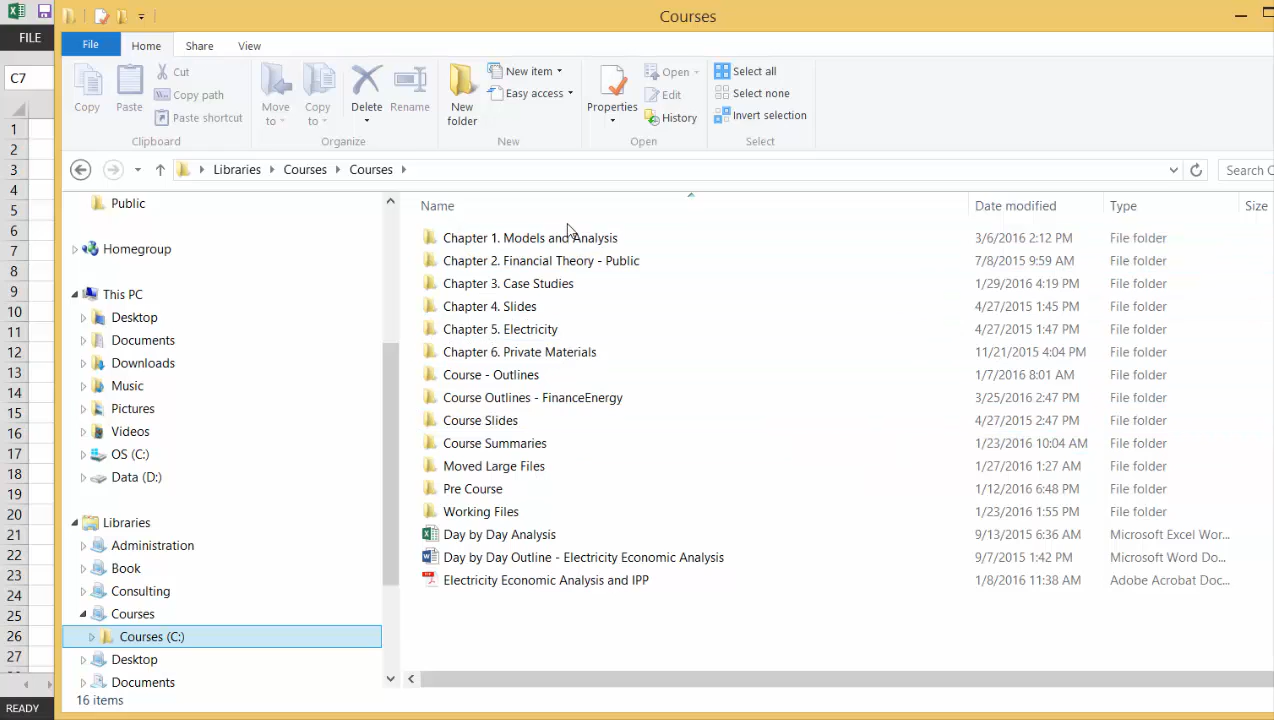 Courses
FILE
File Home Share View
Copy Paste Cut Copy path Paste shortcut
Move to Copy to Delete Rename
New folder New item Easy access
Properties Open Edit History
Select all Select none Invert selection
Clipboard Organize New Open Select
C7
Libraries Courses Courses Search C
Public
Homegroup
This PC
Desktop
Documents
Downloads
Music
Pictures
Videos
OS (C:)
Data (D:)
Libraries
Administration
Book
Consulting
Courses
Courses (C:)
Desktop
Documents
Name Date modified Type Size
Chapter 1. Models and Analysis 3/6/2016 2:12 PM File folder
Chapter 2. Financial Theory - Public 7/8/2015 9:59 AM File folder
Chapter 3. Case Studies 1/29/2016 4:19 PM File folder
Chapter 4. Slides 4/27/2015 1:45 PM File folder
Chapter 5. Electricity 4/27/2015 1:47 PM File folder
Chapter 6. Private Materials 11/21/2015 4:04 PM File folder
Course - Outlines 1/7/2016 8:01 AM File folder
Course Outlines - FinanceEnergy 3/25/2016 2:47 PM File folder
Course Slides 4/27/2015 2:47 PM File folder
Course Summaries 1/23/2016 10:04 AM File folder
Moved Large Files 1/27/2016 1:27 AM File folder
Pre Course 1/12/2016 6:48 PM File folder
Working Files 1/23/2016 1:55 PM File folder
Day by Day Analysis 9/13/2015 6:36 AM Microsoft Excel Wor...
Day by Day Outline - Electricity Economic Analysis 9/7/2015 1:42 PM Microsoft Word Do...
Electricity Economic Analysis and IPP 1/8/2016 11:38 AM Adobe Acrobat Doc...
1
2
3
4
5
6
7
8
9
10
11
12
13
14
15
16
17
18
19
20
21
22
23
24
25
26
27
16 items
READY